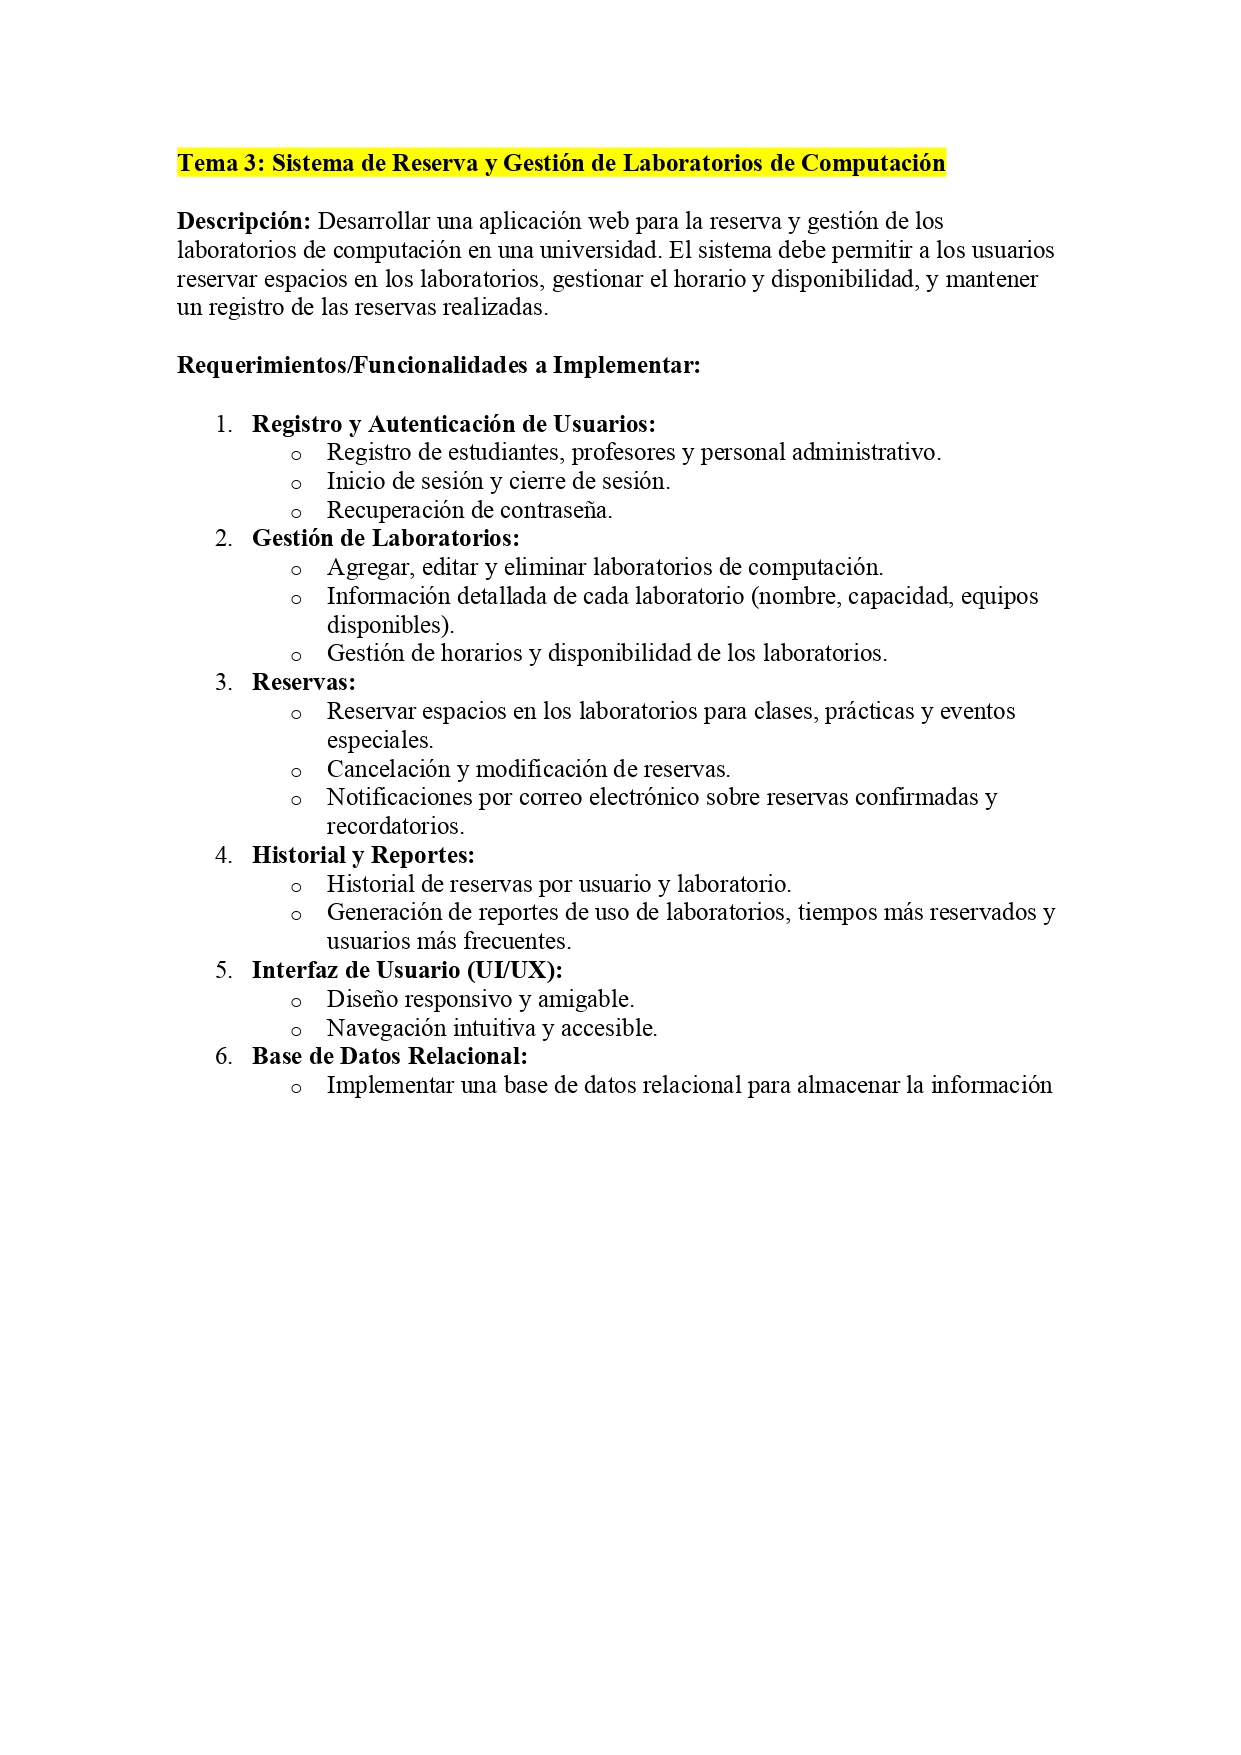 Tema 3: Sistema de Reserva y Gestión de Laboratorios de Computación
Descripción: Desarrollar una aplicación web para la reserva y gestión de los
laboratorios de computación en una universidad. El sistema debe permitir a los usuarios
reservar espacios en los laboratorios, gestionar el horario y disponibilidad, y mantener
un registro de las reservas realizadas.
Requerimientos/Funcionalidades a Implementar:
1. Registro y Autenticación de Usuarios:
o Registro de estudiantes, profesores y personal administrativo.
o Inicio de sesión y cierre de sesión.
o Recuperación de contraseña.
2. Gestión de Laboratorios:
o Agregar, editar y eliminar laboratorios de computación.
o Información detallada de cada laboratorio (nombre, capacidad, equipos
disponibles).
o Gestión de horarios y disponibilidad de los laboratorios.
3. Reservas:
o Reservar espacios en los laboratorios para clases, prácticas y eventos
especiales.
o Cancelación y modificación de reservas.
o Notificaciones por correo electrónico sobre reservas confirmadas y
recordatorios.
4. Historial y Reportes:
o Historial de reservas por usuario y laboratorio.
o Generación de reportes de uso de laboratorios, tiempos más reservados y
usuarios más frecuentes.
5. Interfaz de Usuario (UI/UX):
o Diseño responsivo y amigable.
o Navegación intuitiva y accesible.
6. Base de Datos Relacional:
o Implementar una base de datos relacional para almacenar la información